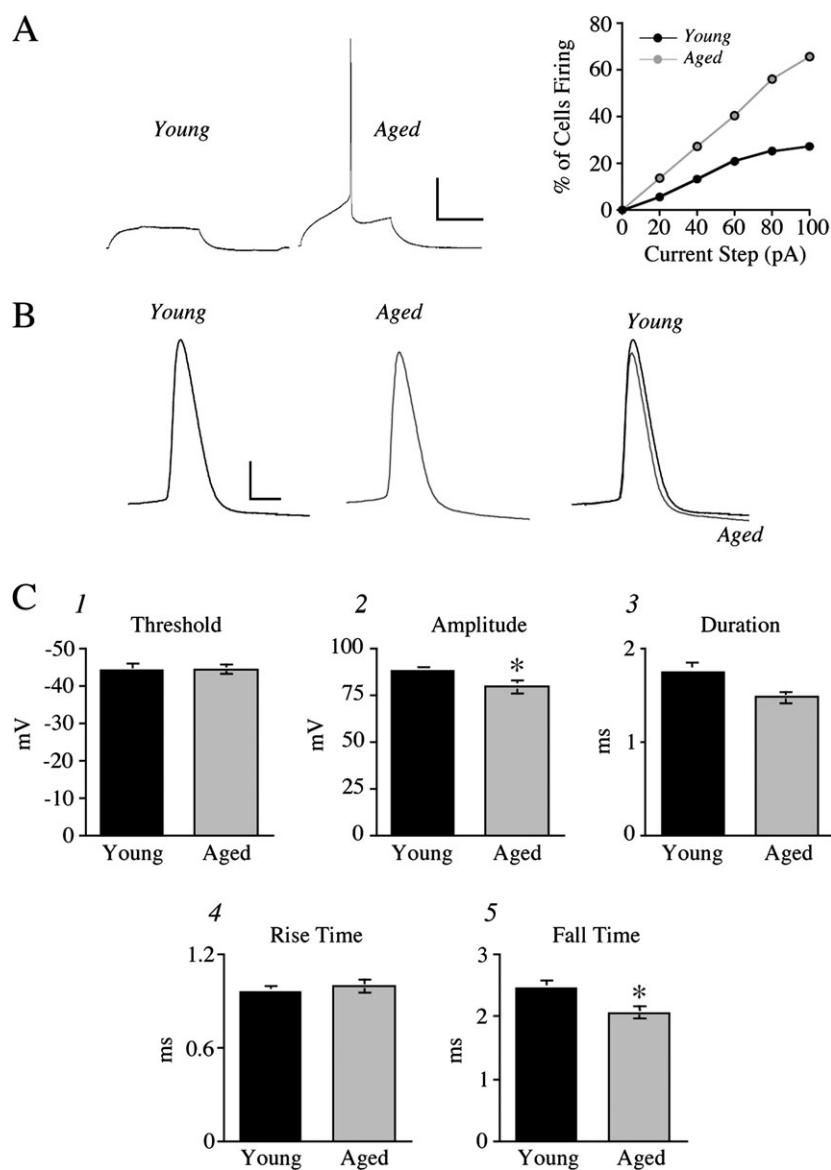 A
Young
Aged
% of Cells Firing
80
60
40
20
0
Young
Aged
0 20 40 60 80 100
Current Step (pA)
B
Young
Aged
Young
Aged
C
1
Threshold
mV
-50
-40
-30
-20
-10
0
Young Aged
2
Amplitude
mV
100
75
50
25
0
*
Young Aged
3
Duration
ms
2
1
0
Young Aged
4
Rise Time
ms
1.2
0.6
0
Young Aged
5
Fall Time
ms
3
2
1
0
*
Young Aged